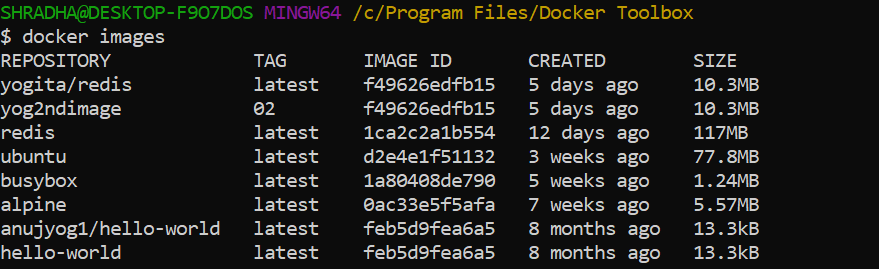 SHRADHA@DESKTOP-F9O7DOS MINGW64 /c/Program Files/Docker Toolbox
$ docker images
REPOSITORY TAG IMAGE ID CREATED SIZE
yogita/redis latest f49626edfb15 5 days ago 10.3MB
yog2ndimage 02 f49626edfb15 5 days ago 10.3MB
redis latest 1ca2c2a1b554 12 days ago 117MB
ubuntu latest d2e4e1f51132 3 weeks ago 77.8MB
busybox latest 1a80408de790 5 weeks ago 1.24MB
alpine latest 0ac33e5f5afa 7 weeks ago 5.57MB
anujyog1/hello-world latest feb5d9fea6a5 8 months ago 13.3kB
hello-world latest feb5d9fea6a5 8 months ago 13.3kB